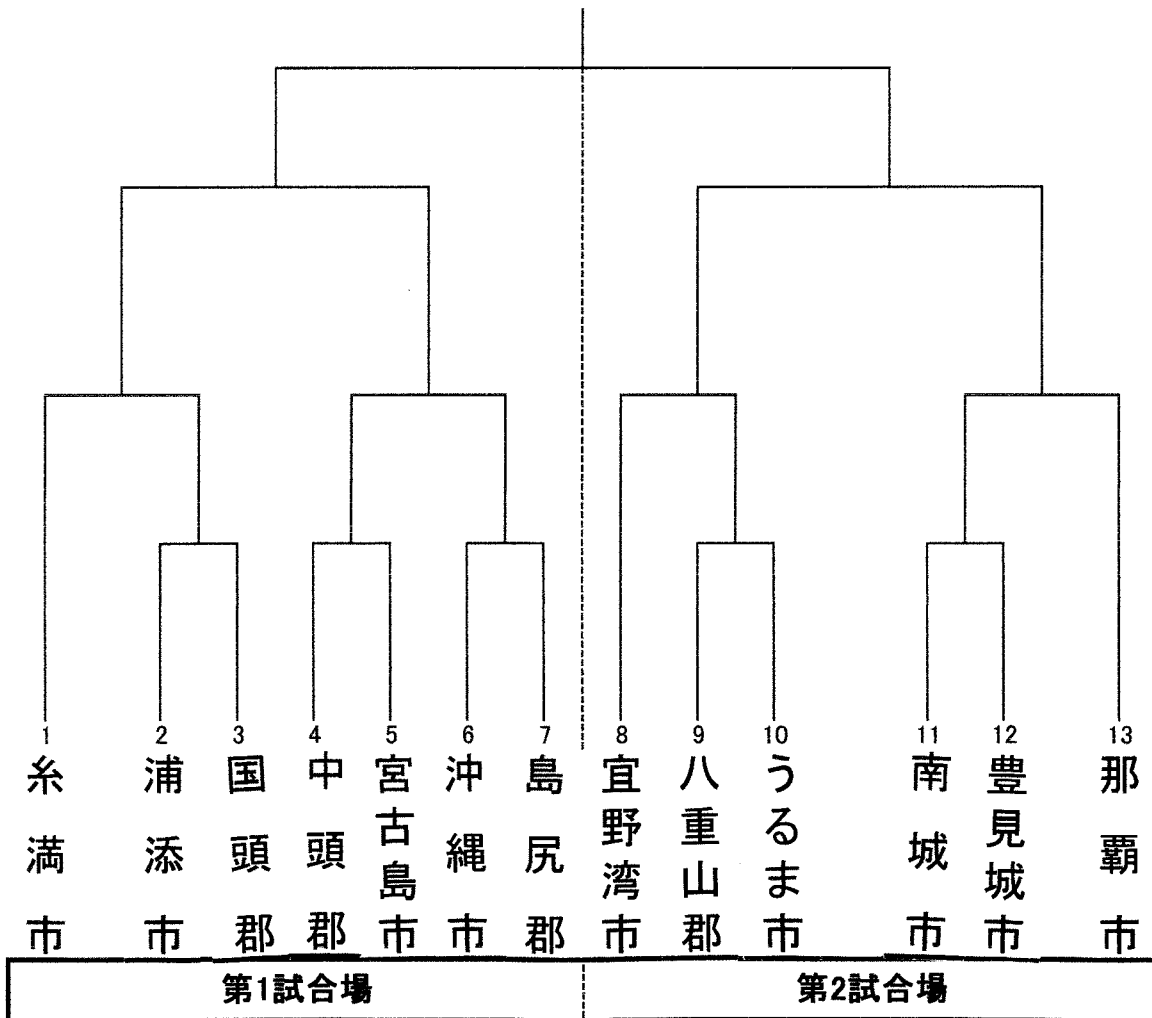 1 2 3 4 5 6 7 8 9 10 11 12 13
糸満市
浦添市
国頭郡
中頭郡
宮古島市
沖縄市
島尻郡
宜野湾市
八重山郡
うるま市
南城市
豊見城市
那覇市
第1試合場
第2試合場